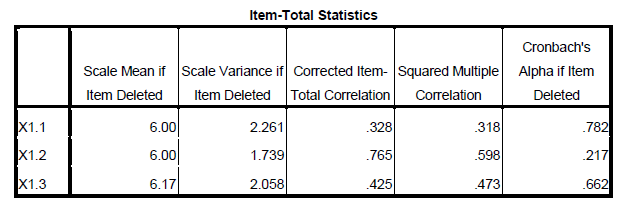 Item-Total Statistics
Cronbach's
Scale Mean if Scale Variance if Corrected Item- Squared Multiple Alpha if Item
Item Deleted Item Deleted Total Correlation Correlation Deleted
X1.1 6.00 2.261 .328 .318 .782
X1.2 6.00 1.739 .765 .598 .217
X1.3 6.17 2.058 .425 .473 .662